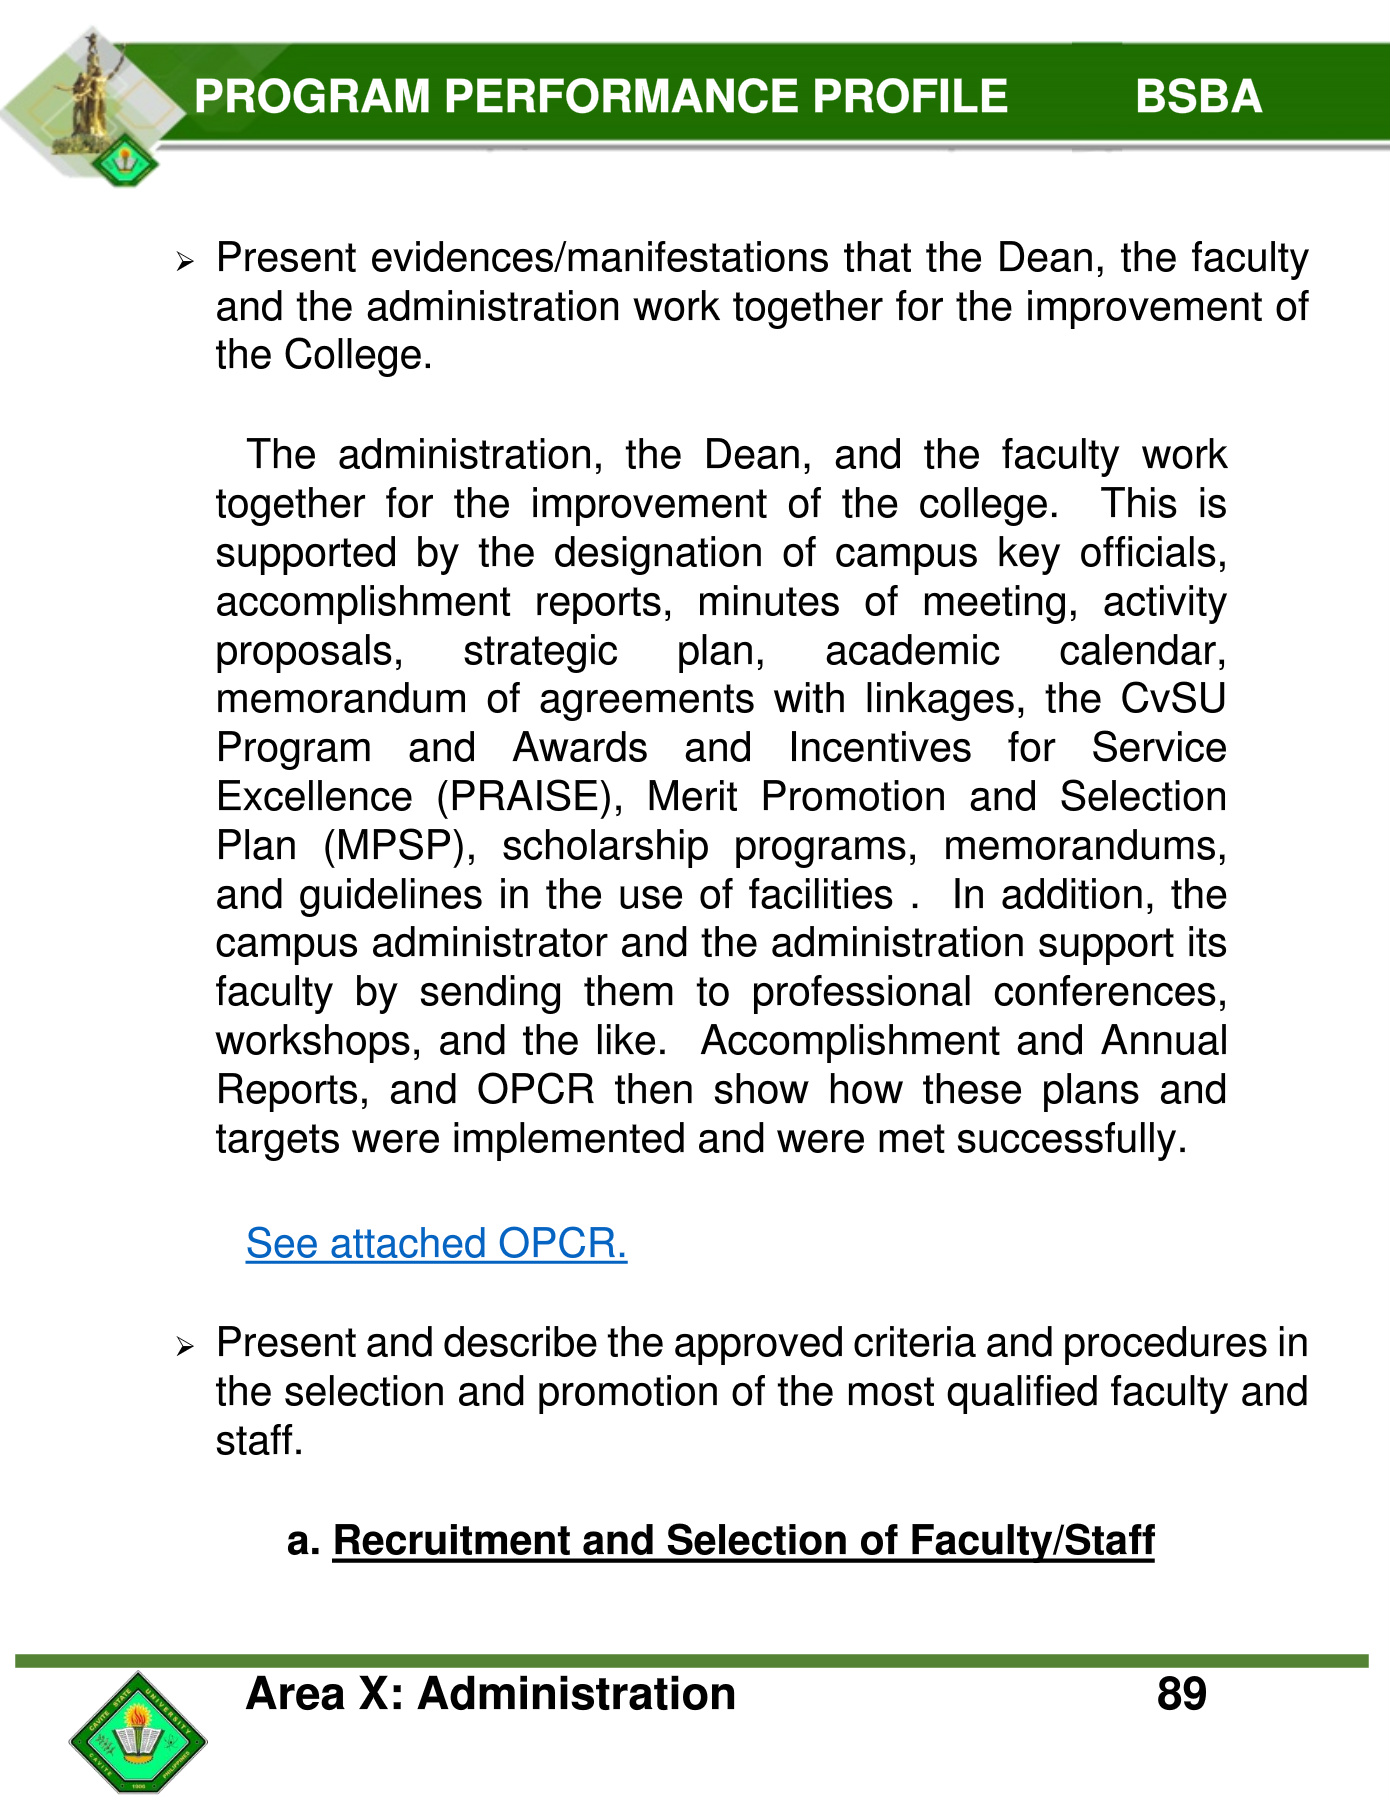 PROGRAM PERFORMANCE PROFILE BSBA
➢ Present evidences/manifestations that the Dean, the faculty
and the administration work together for the improvement of
the College.
The administration, the Dean, and the faculty work
together for the improvement of the college. This is
supported by the designation of campus key officials,
accomplishment reports, minutes of meeting, activity
proposals, strategic plan, academic calendar,
memorandum of agreements with linkages, the CvSU
Program and Awards and Incentives for Service
Excellence (PRAISE), Merit Promotion and Selection
Plan (MPSP), scholarship programs, memorandums,
and guidelines in the use of facilities . In addition, the
campus administrator and the administration support its
faculty by sending them to professional conferences,
workshops, and the like. Accomplishment and Annual
Reports, and OPCR then show how these plans and
targets were implemented and were met successfully.
See attached OPCR.
➢ Present and describe the approved criteria and procedures in
the selection and promotion of the most qualified faculty and
staff.
a. Recruitment and Selection of Faculty/Staff
Area X: Administration 89
CAVITE STATE UNIVERSITY
CAVITE PHILIPPINES
1906